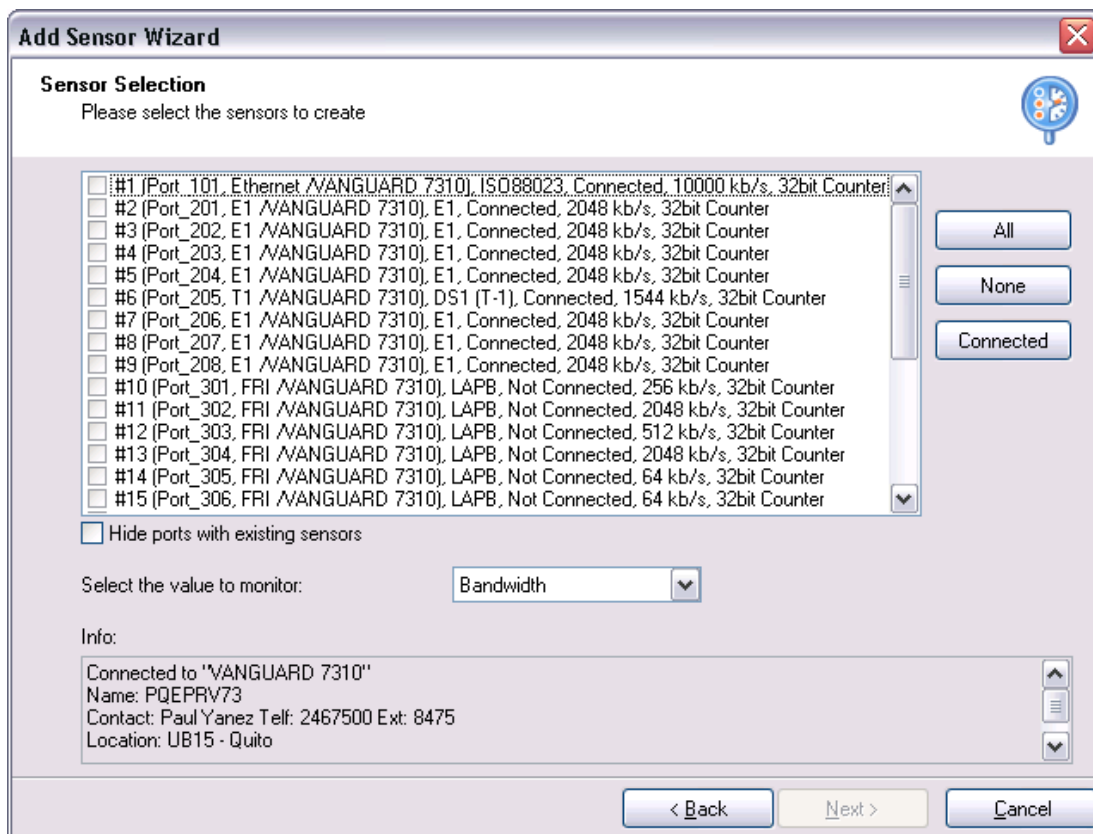 Add Sensor Wizard
Sensor Selection
Please select the sensors to create
#1 (Port_101, Ethernet /VANGUARD 7310), ISO88023, Connected, 10000 kb/s, 32bit Counter
#2 (Port_201, E1 /VANGUARD 7310), E1, Connected, 2048 kb/s, 32bit Counter
#3 (Port_202, E1 /VANGUARD 7310), E1, Connected, 2048 kb/s, 32bit Counter
#4 (Port_203, E1 /VANGUARD 7310), E1, Connected, 2048 kb/s, 32bit Counter
#5 (Port_204, E1 /VANGUARD 7310), E1, Connected, 2048 kb/s, 32bit Counter
#6 (Port_205, T1 /VANGUARD 7310), DS1 (T-1), Connected, 1544 kb/s, 32bit Counter
#7 (Port_206, E1 /VANGUARD 7310), E1, Connected, 2048 kb/s, 32bit Counter
#8 (Port_207, E1 /VANGUARD 7310), E1, Connected, 2048 kb/s, 32bit Counter
#9 (Port_208, E1 /VANGUARD 7310), E1, Connected, 2048 kb/s, 32bit Counter
#10 (Port_301, FRI /VANGUARD 7310), LAPB, Not Connected, 256 kb/s, 32bit Counter
#11 (Port_302, FRI /VANGUARD 7310), LAPB, Not Connected, 2048 kb/s, 32bit Counter
#12 (Port_303, FRI /VANGUARD 7310), LAPB, Not Connected, 512 kb/s, 32bit Counter
#13 (Port_304, FRI /VANGUARD 7310), LAPB, Not Connected, 2048 kb/s, 32bit Counter
#14 (Port_305, FRI /VANGUARD 7310), LAPB, Not Connected, 64 kb/s, 32bit Counter
#15 (Port_306, FRI /VANGUARD 7310), LAPB, Not Connected, 64 kb/s, 32bit Counter
All
None
Connected
Hide ports with existing sensors
Select the value to monitor: Bandwidth
Info:
Connected to "VANGUARD 7310"
Name: PQEPRV73
Contact: Paul Yanez Telf: 2467500 Ext: 8475
Location: UB15 - Quito
< Back Next > Cancel